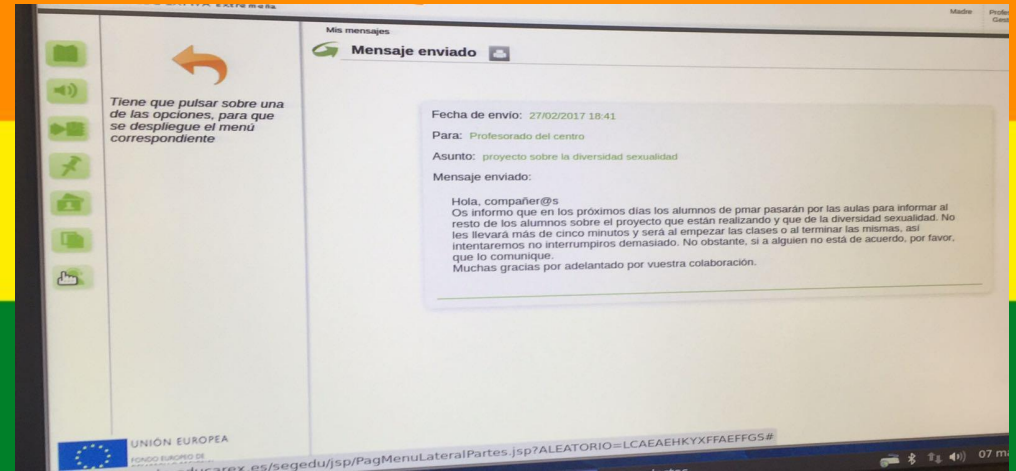 Extremeña
Madre
Mis mensajes
Mensaje enviado
Tiene que pulsar sobre una
de las opciones, para que
se despliegue el menú
correspondiente
Fecha de envío: 27/02/2017 18:41
Para: Profesorado del centro
Asunto: proyecto sobre la diversidad sexualidad
Mensaje enviado:
Hola, compañer@s
Os informo que en los próximos días los alumnos de pmar pasarán por las aulas para informar al
resto de los alumnos sobre el proyecto que están realizando y que de la diversidad sexualidad. No
les llevará más de cinco minutos y será al empezar las clases o al terminar las mismas, así
intentaremos no interrumpiros demasiado. No obstante, si a alguien no está de acuerdo, por favor,
que lo comunique.
Muchas gracias por adelantado por vuestra colaboración.
UNIÓN EUROPEA
FONDO EUROPEO DE
es/segedu/jsp/PagMenuLateralPartes.jsp?ALEATORIO=LCAEAEHKYXFFAEFFGS#
07